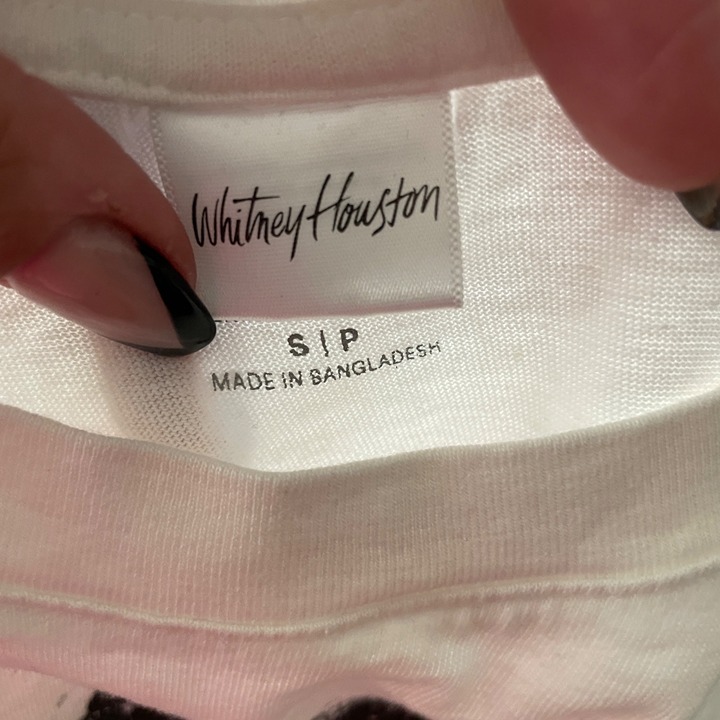 Whitney Houston
S | P
MADE IN BANGLADESH